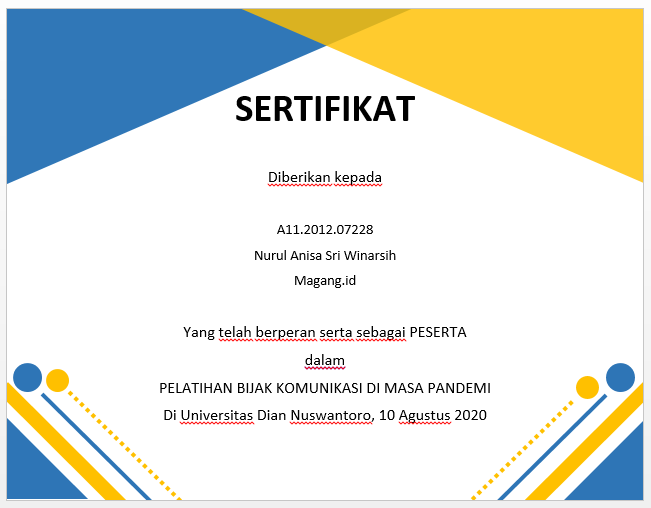 SERTIFIKAT
Diberikan kepada
A11.2012.07228
Nurul Anisa Sri Winarsih
Magang.id
Yang telah berperan serta sebagai PESERTA
dalam
PELATIHAN BIJAK KOMUNIKASI DI MASA PANDEMI
Di Universitas Dian Nuswantoro, 10 Agustus 2020